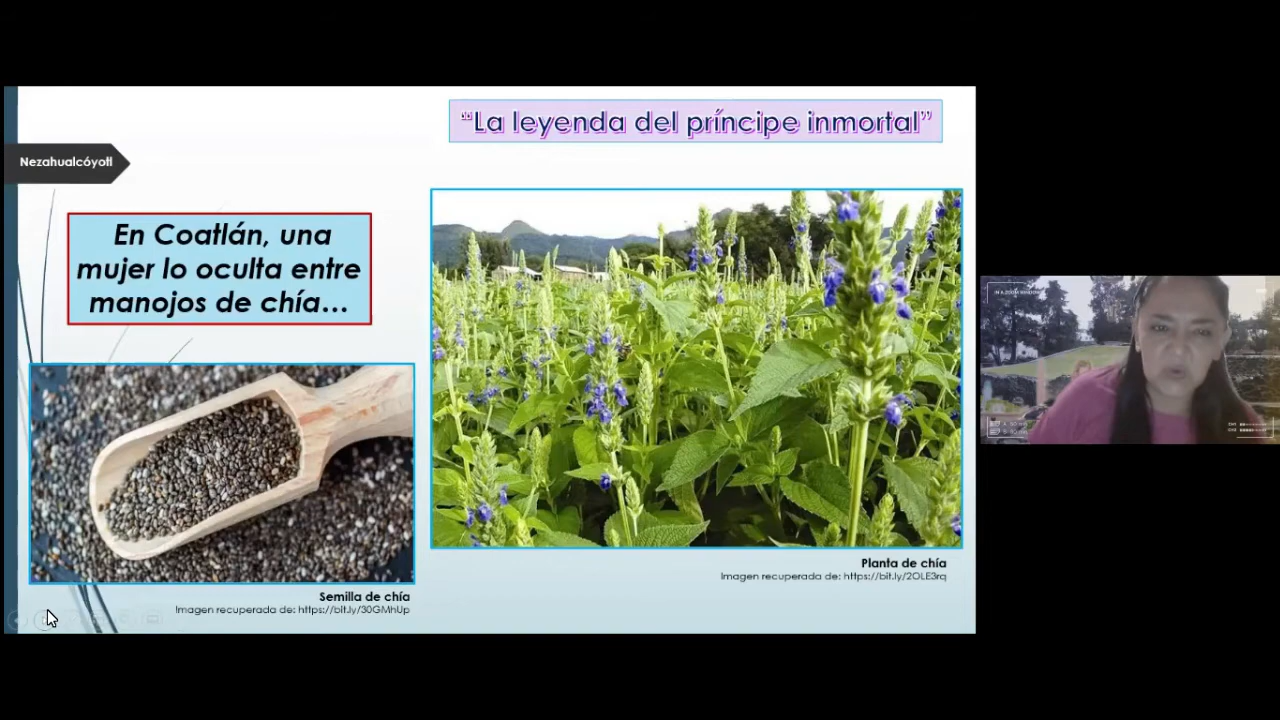 “La leyenda del príncipe inmortal”
Nezahualcóyotl
En Coatlán, una
mujer lo oculta entre
manojos de chía...
Planta de chía
Imagen recuperada de: https://bit.ly/2OLE3rq
Semilla de chía
Imagen recuperada de: https://bit.ly/30GMhUp